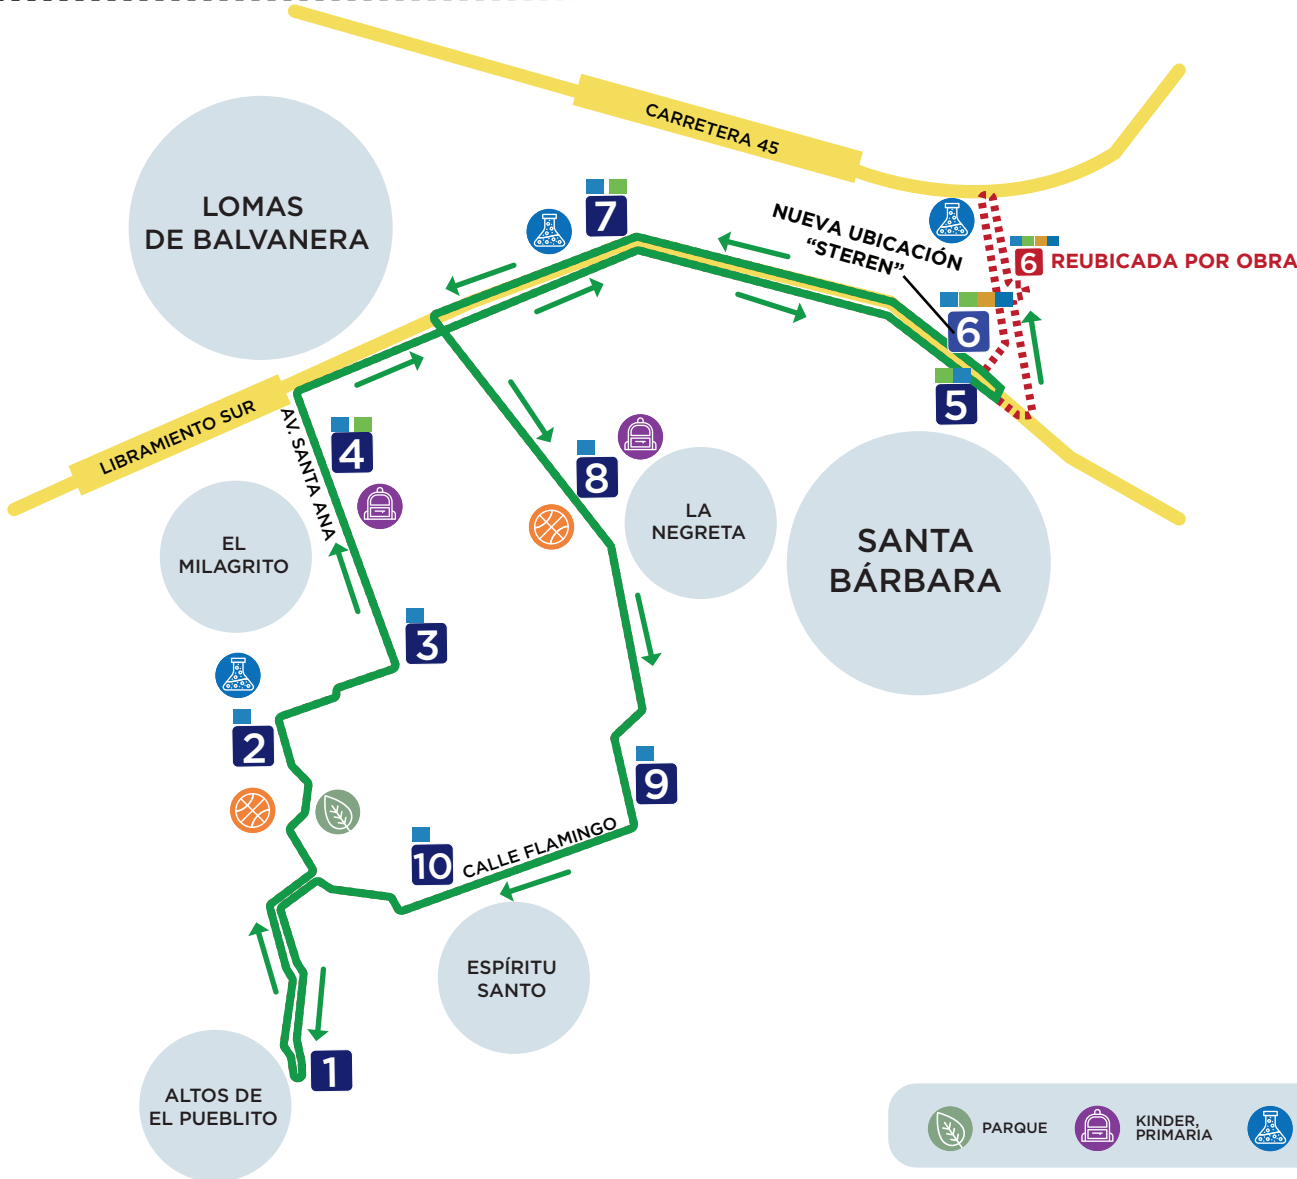 CARRETERA 45
LOMAS
DE BALVANERA
7
NUEVA UBICACIÓN
“STEREN”
6 REUBICADA POR OBRA
6
5
LIBRAMIENTO SUR
AV. SANTA ANA
4
8
LA
NEGRETA
SANTA
BÁRBARA
EL
MILAGRITO
3
2
9
10
CALLE FLAMINGO
ESPÍRITU
SANTO
1
ALTOS DE
EL PUEBLITO
PARQUE
KINDER,
PRIMARIA